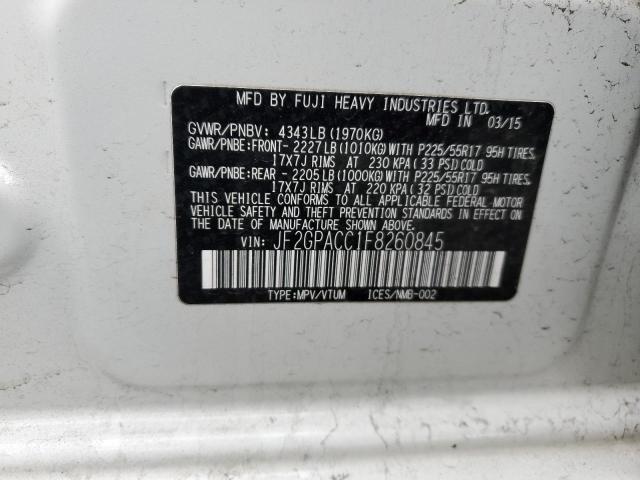 MFD BY FUJI HEAVY INDUSTRIES LTD.
MFD IN 03/15
GVWR/PNBV: 4343LB (1970KG)
GAWR/PNBE:FRONT- 2227LB (1010KG) WITH P225/55R17 95H TIRES,
17X7J RIMS AT 230 KPA (33 PSI) COLD
GAWR/PNBE:REAR - 2205LB (1000KG) WITH P225/55R17 95H TIRES,
17X7J RIMS AT 220 KPA (32 PSI) COLD
THIS VEHICLE CONFORMS TO ALL APPLICABLE FEDERAL MOTOR
VEHICLE SAFETY AND THEFT PREVENTION STANDARDS IN EFFECT ON
THE DATE OF MANUFACTURE SHOWN ABOVE.
VIN: JF2GPACC1F8260845
TYPE:MPV/VTUM ICES/NMB-002